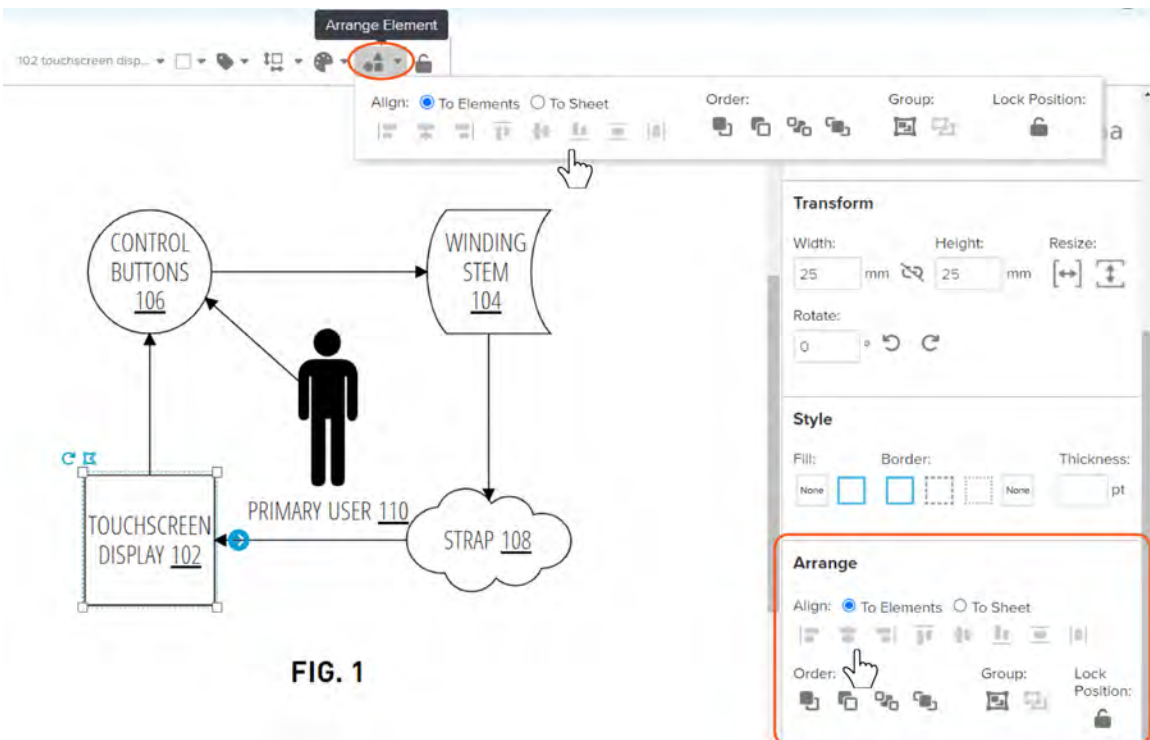 Arrange Element
102 touchscreen disp...
Align: To Elements To Sheet Order: Group: Lock Position:
a
Transform
Width: Height: Resize:
25 mm 25 mm
Rotate:
0 °
Style
Fill: Border: Thickness:
None None pt
Arrange
Align: To Elements To Sheet
Order: Group: Lock
Position:
CONTROL
BUTTONS
106
WINDING
STEM
104
TOUCHSCREEN
DISPLAY 102
PRIMARY USER 110
STRAP 108
FIG. 1